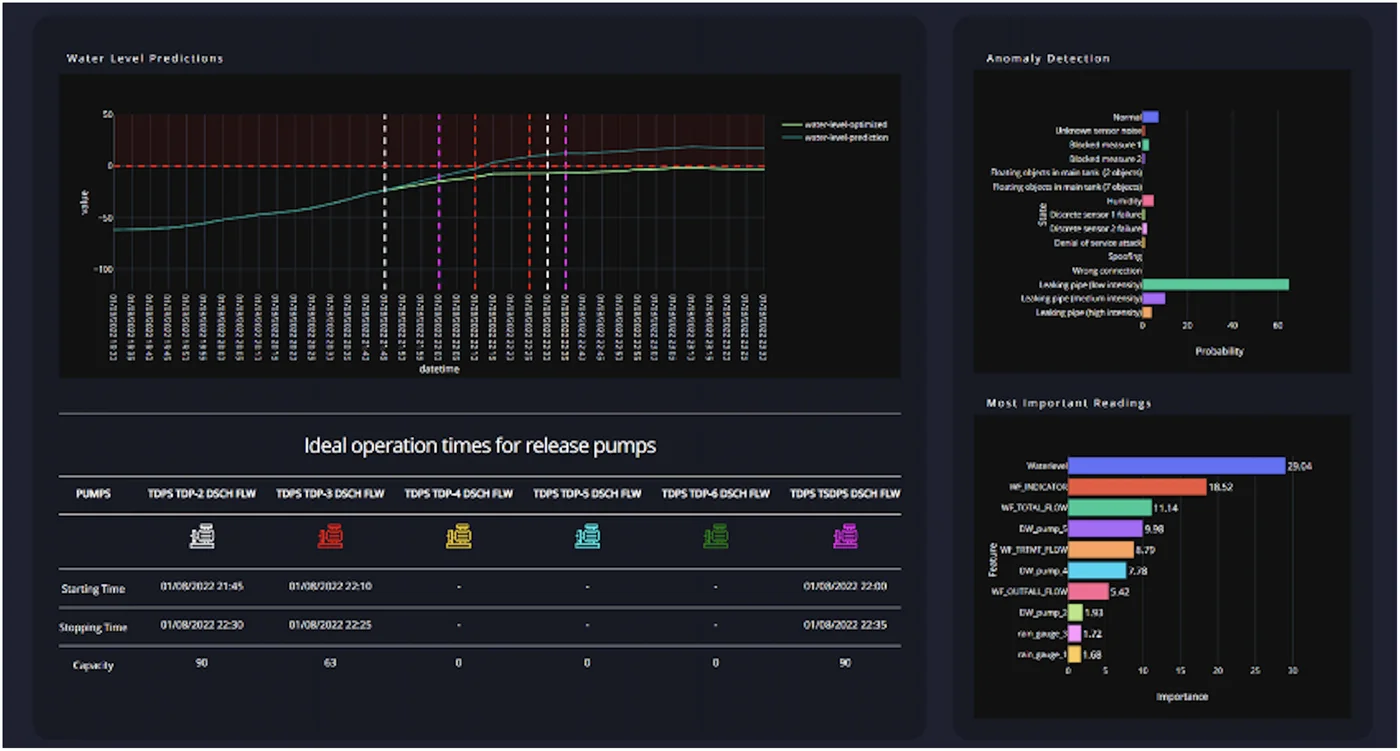 Water Level Predictions
50
0
−50
−100
value
datetime
water-level-optimized
water-level-prediction
Ideal operation times for release pumps
PUMPS TDPS TDP-2 DSCH FLW TDPS TDP-3 DSCH FLW TDPS TDP-4 DSCH FLW TDPS TDP-5 DSCH FLW TDPS TDP-6 DSCH FLW TDPS TSDPS DSCH FLW
Starting Time 01/08/2022 21:45 01/08/2022 22:10 - - - 01/08/2022 22:00
Stopping Time 01/08/2022 22:30 01/08/2022 22:25 - - - 01/08/2022 22:35
Capacity 90 63 0 0 0 90
Anomaly Detection
State
Normal
Unknown sensor noise
Blocked measure 1
Blocked measure 2
Floating objects in main tank (2 objects)
Floating objects in main tank (7 objects)
Humidity
Discrete sensor 1 failure
Discrete sensor 2 failure
Denial of service attack
Spoofing
Wrong connection
Leaking pipe (low intensity)
Leaking pipe (medium intensity)
Leaking pipe (high intensity)
0 20 40 60
Probability
Most Important Readings
Feature
Waterlevel 29.04
WF_INDICATOR 18.52
WF_TOTAL_FLOW 11.14
DW_pump_5 9.98
WF_TRTMT_FLOW 8.79
DW_pump_4 7.78
WF_OUTFALL_FLOW 5.42
DW_pump_2 1.93
rain_gauge_3 1.72
rain_gauge_1 1.68
0 5 10 15 20 25 30
Importance